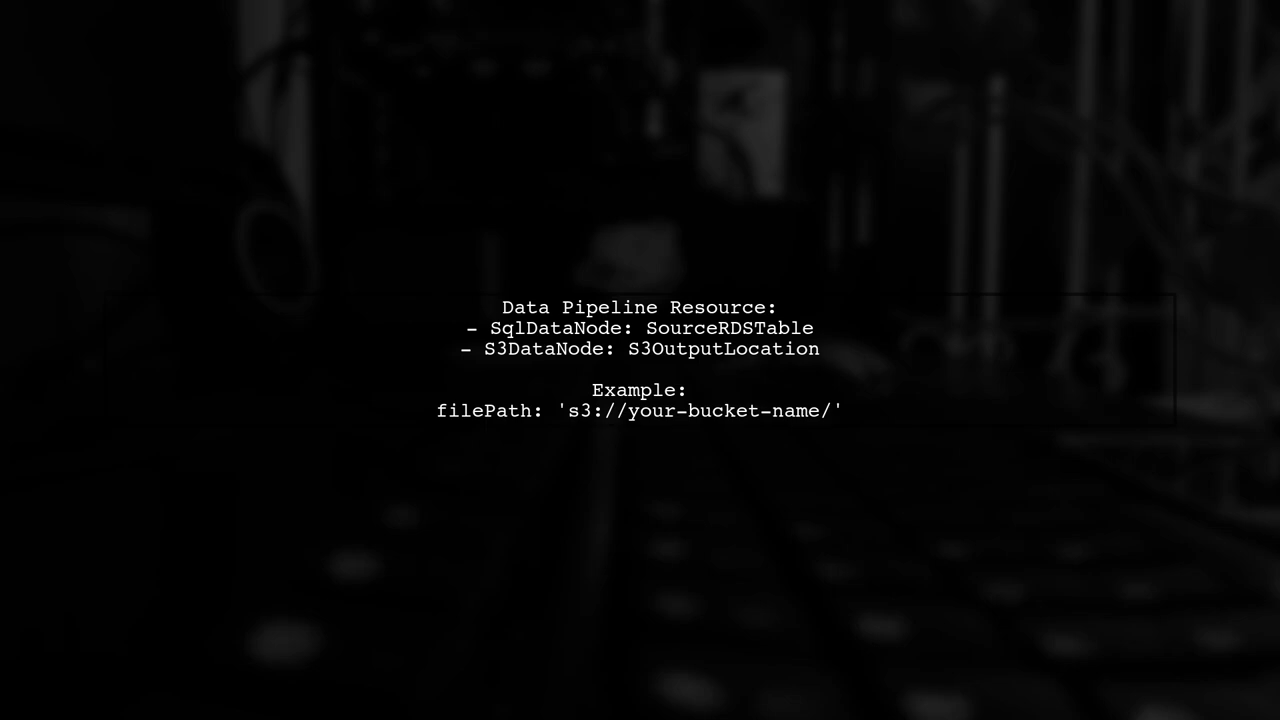 Data Pipeline Resource:
- SqlDataNode: SourceRDSTable
- S3DataNode: S3OutputLocation
Example:
filePath: 's3://your-bucket-name/'